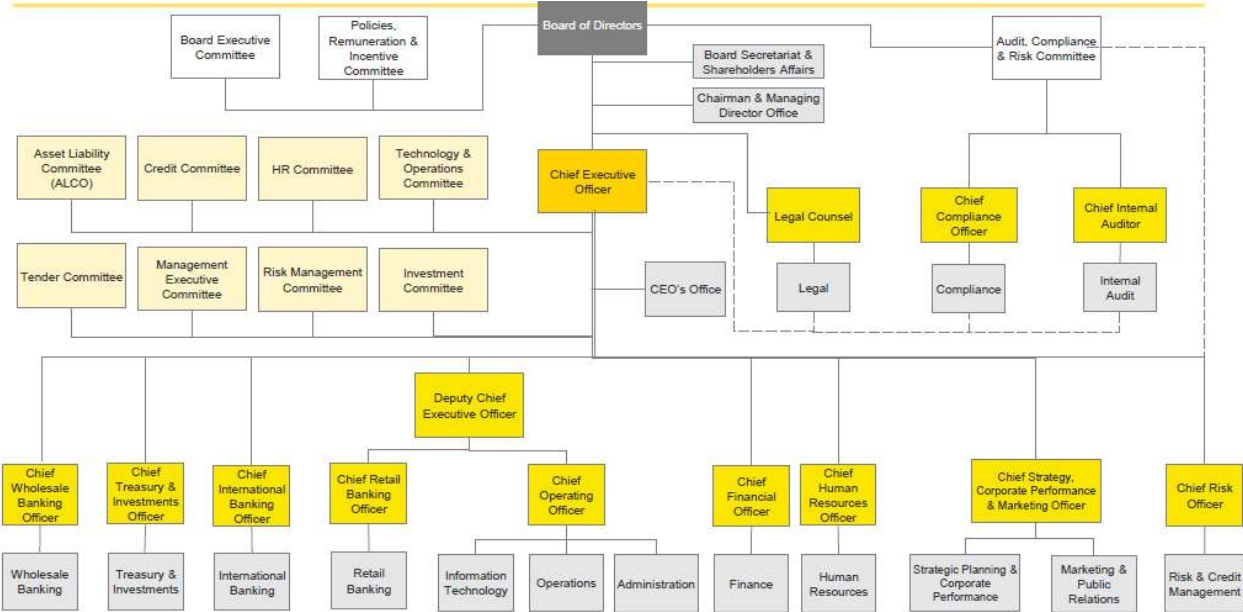 Board of Directors
Board Executive
Committee
Policies,
Remuneration &
Incentive
Committee
Audit, Compliance
& Risk Committee
Board Secretariat &
Shareholders Affairs
Chairman & Managing
Director Office
Asset Liability
Committee
(ALCO)
Credit Committee
HR Committee
Technology &
Operations
Committee
Chief Executive
Officer
Legal Counsel
Chief
Compliance
Officer
Chief Internal
Auditor
Tender Committee
Management
Executive
Committee
Risk Management
Committee
Investment
Committee
CEO's Office
Legal
Compliance
Internal
Audit
Deputy Chief
Executive Officer
Chief
Wholesale
Banking
Officer
Chief
Treasury &
Investments
Officer
Chief
International
Banking
Officer
Chief Retail
Banking
Officer
Chief
Operating
Officer
Chief
Financial
Officer
Chief
Human
Resources
Officer
Chief Strategy,
Corporate Performance
& Marketing Officer
Chief Risk
Officer
Wholesale
Banking
Treasury &
Investments
International
Banking
Retail
Banking
Information
Technology
Operations
Administration
Finance
Human
Resources
Strategic Planning &
Corporate
Performance
Marketing &
Public
Relations
Risk & Credit
Management